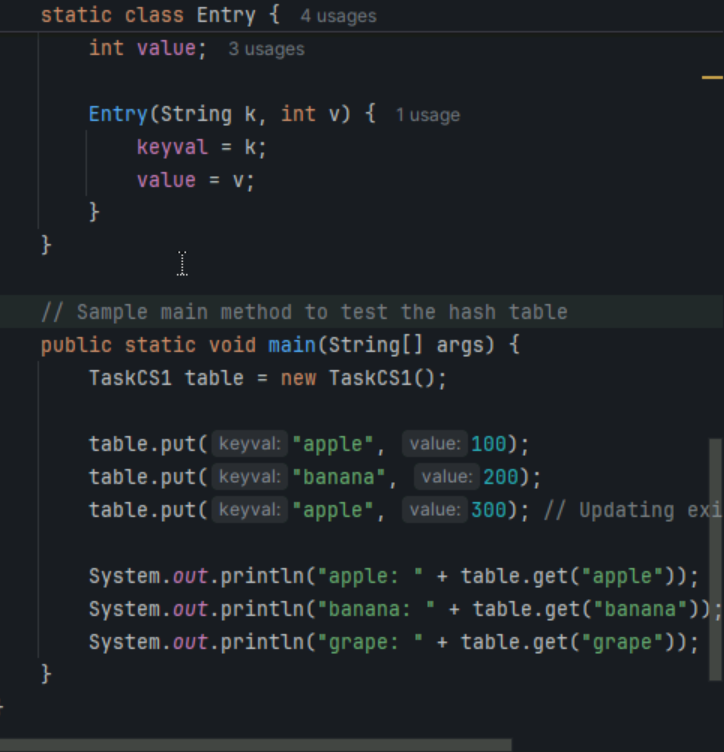 static class Entry { 4 usages
int value; 3 usages
Entry(String k, int v) { 1 usage
keyval = k;
value = v;
}
}
// Sample main method to test the hash table
public static void main(String[] args) {
TaskCS1 table = new TaskCS1();
table.put( keyval: "apple", value: 100);
table.put( keyval: "banana", value: 200);
table.put( keyval: "apple", value: 300); // Updating exi
System.out.println("apple: " + table.get("apple"));
System.out.println("banana: " + table.get("banana"));
System.out.println("grape: " + table.get("grape"));
}
}